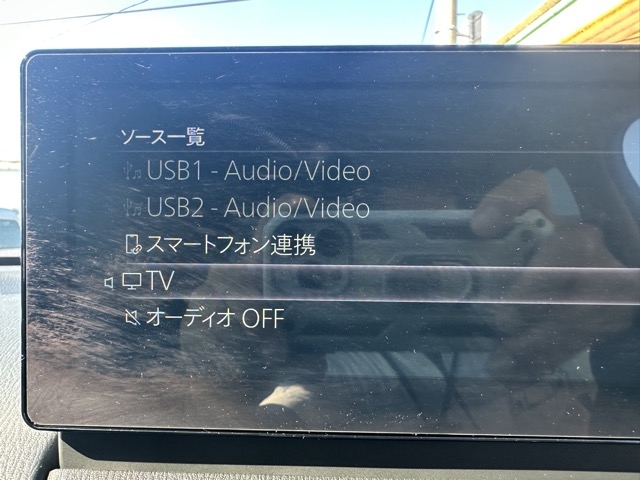 ソース一覧
USB1 - Audio/Video
USB2 - Audio/Video
スマートフォン連携
TV
オーディオ OFF